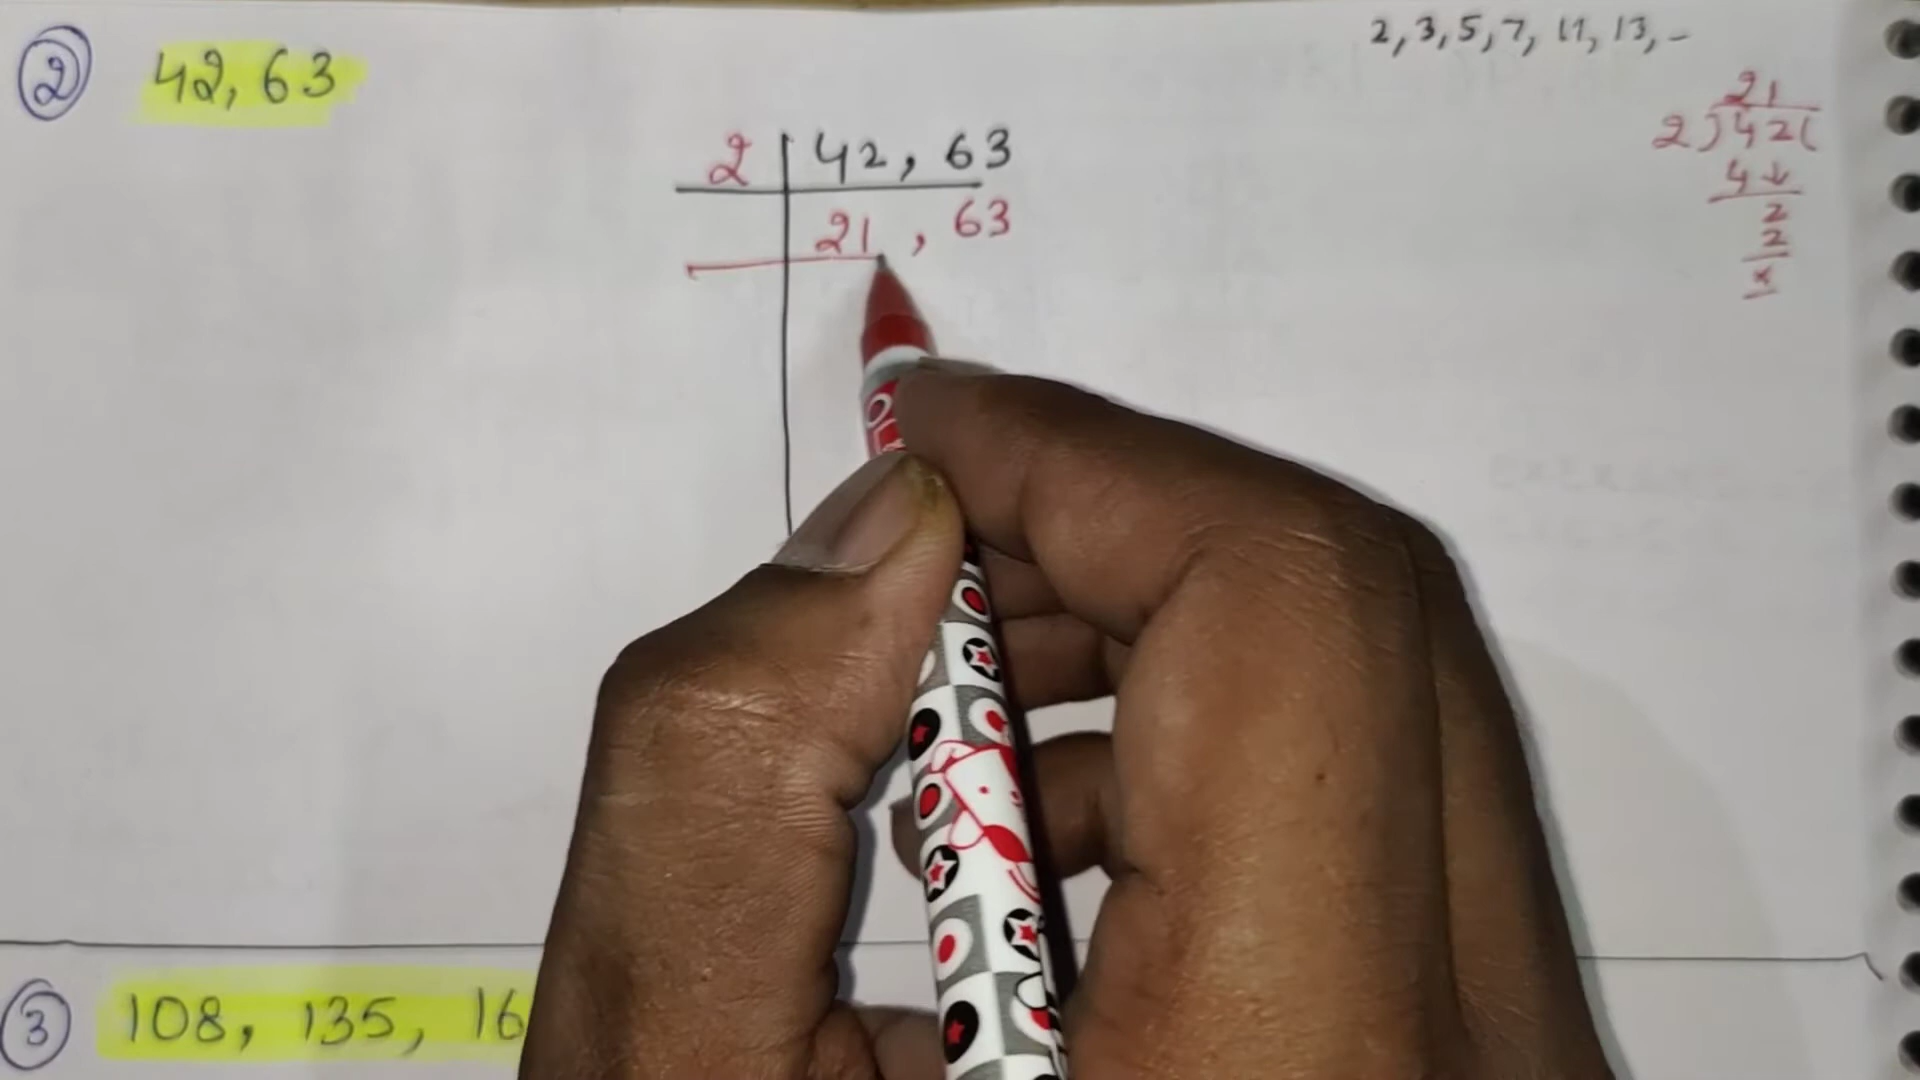 2, 3, 5, 7, 11, 13, -
② 42, 63
2 | 42, 63
21, 63
21
2 ) 42 (
4 ↓
2
2
x
③ 108, 135, 16